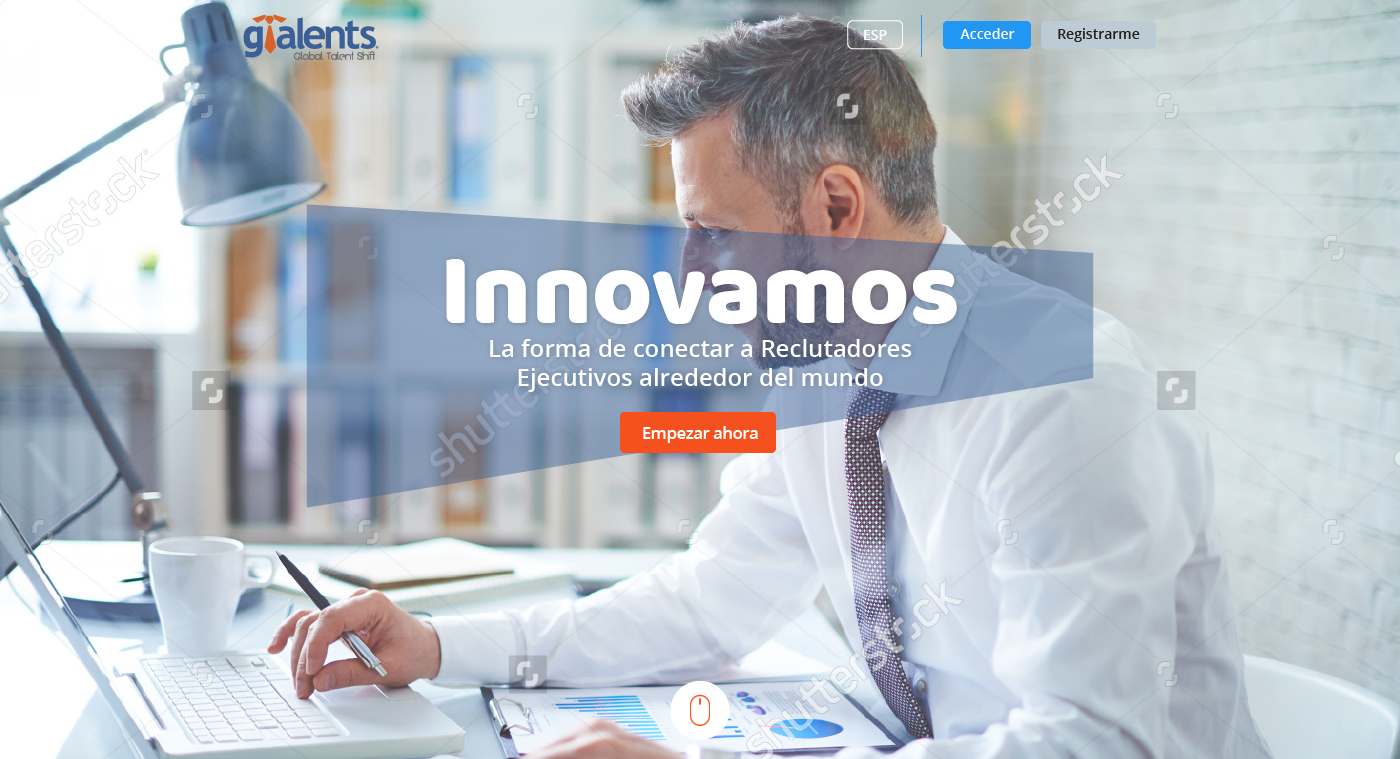 gtalents
Global Talent Shift
ESP
Acceder
Registrarme
Innovamos
La forma de conectar a Reclutadores
Ejecutivos alrededor del mundo
Empezar ahora
shutterstock
shutterstock
shutterstock
shutterstock